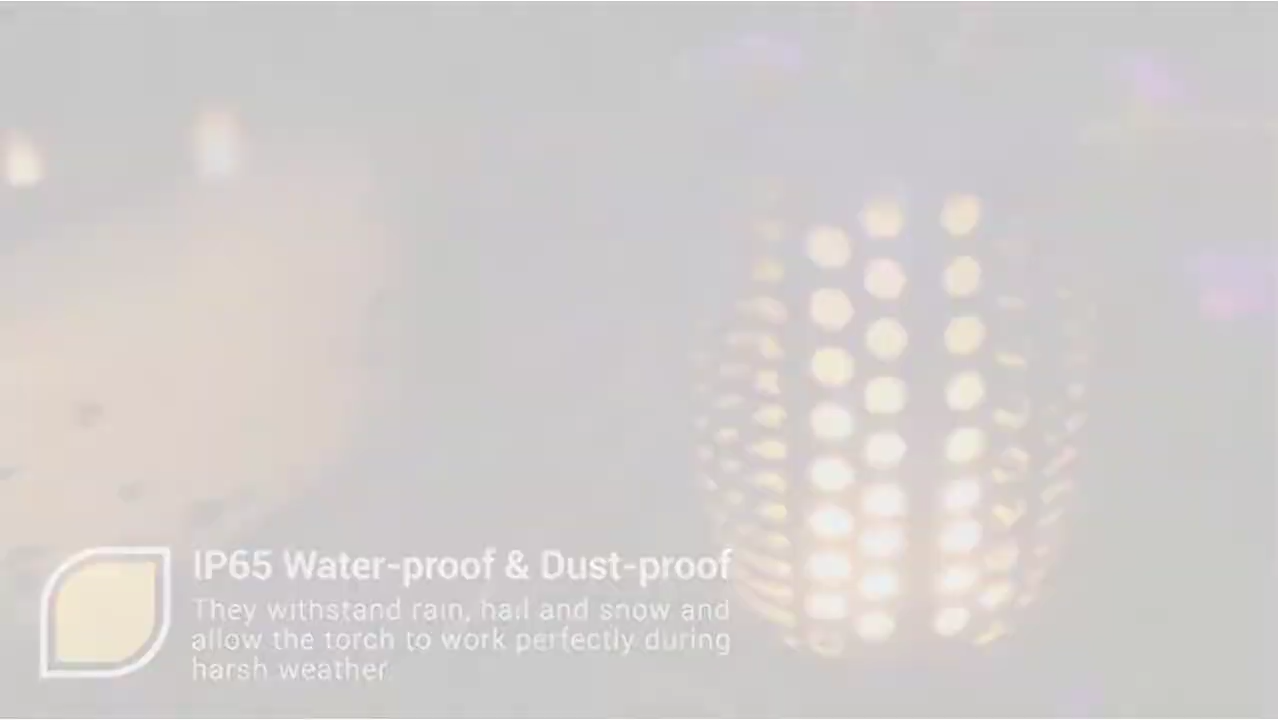 IP65 Water-proof & Dust-proof
They withstand rain, hail and snow and
allow the torch to work perfectly during
harsh weather.